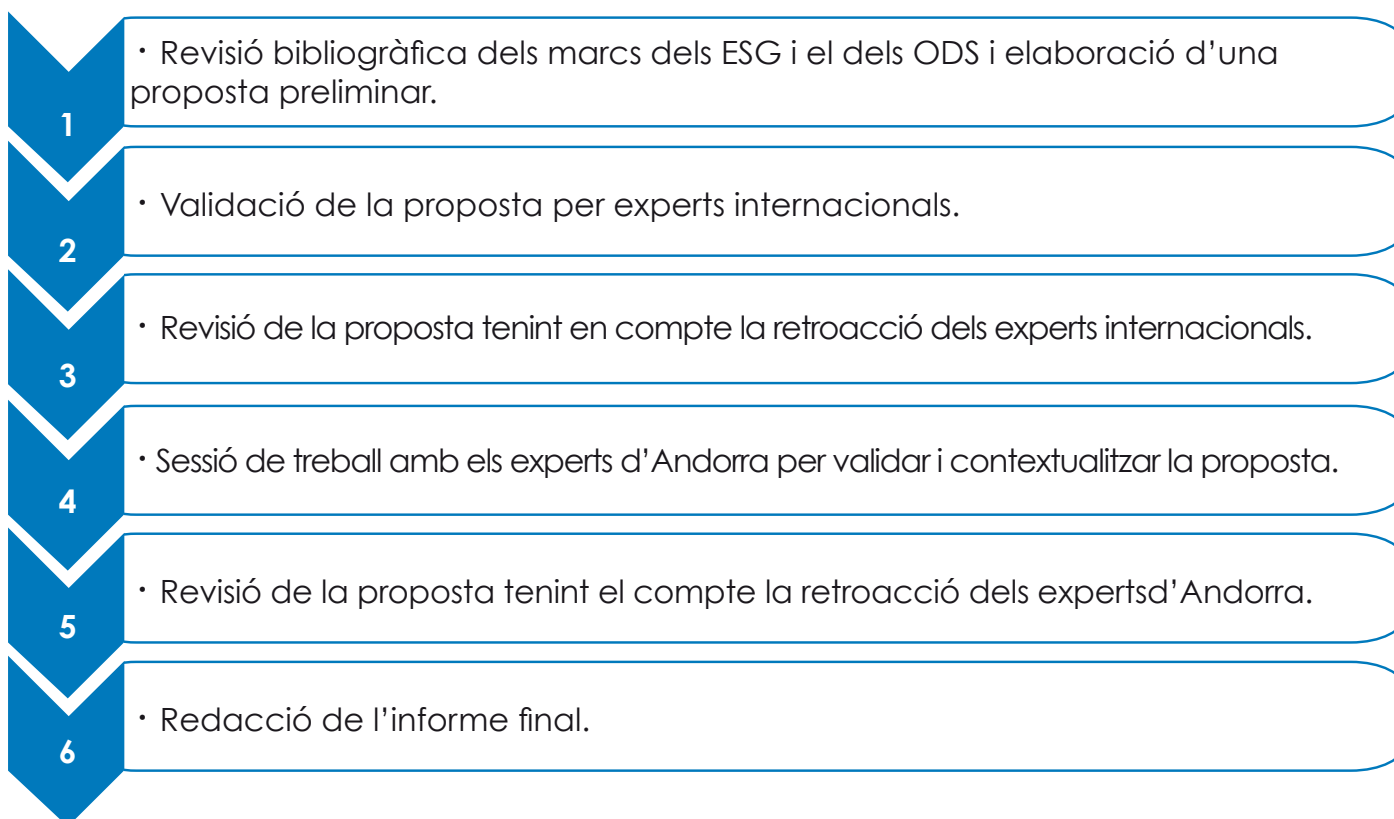 · Revisió bibliogràfica dels marcs dels ESG i el dels ODS i elaboració d’una
proposta preliminar.
1
· Validació de la proposta per experts internacionals.
2
· Revisió de la proposta tenint en compte la retroacció dels experts internacionals.
3
· Sessió de treball amb els experts d’Andorra per validar i contextualitzar la proposta.
4
· Revisió de la proposta tenint el compte la retroacció dels expertsd’Andorra.
5
· Redacció de l’informe final.
6